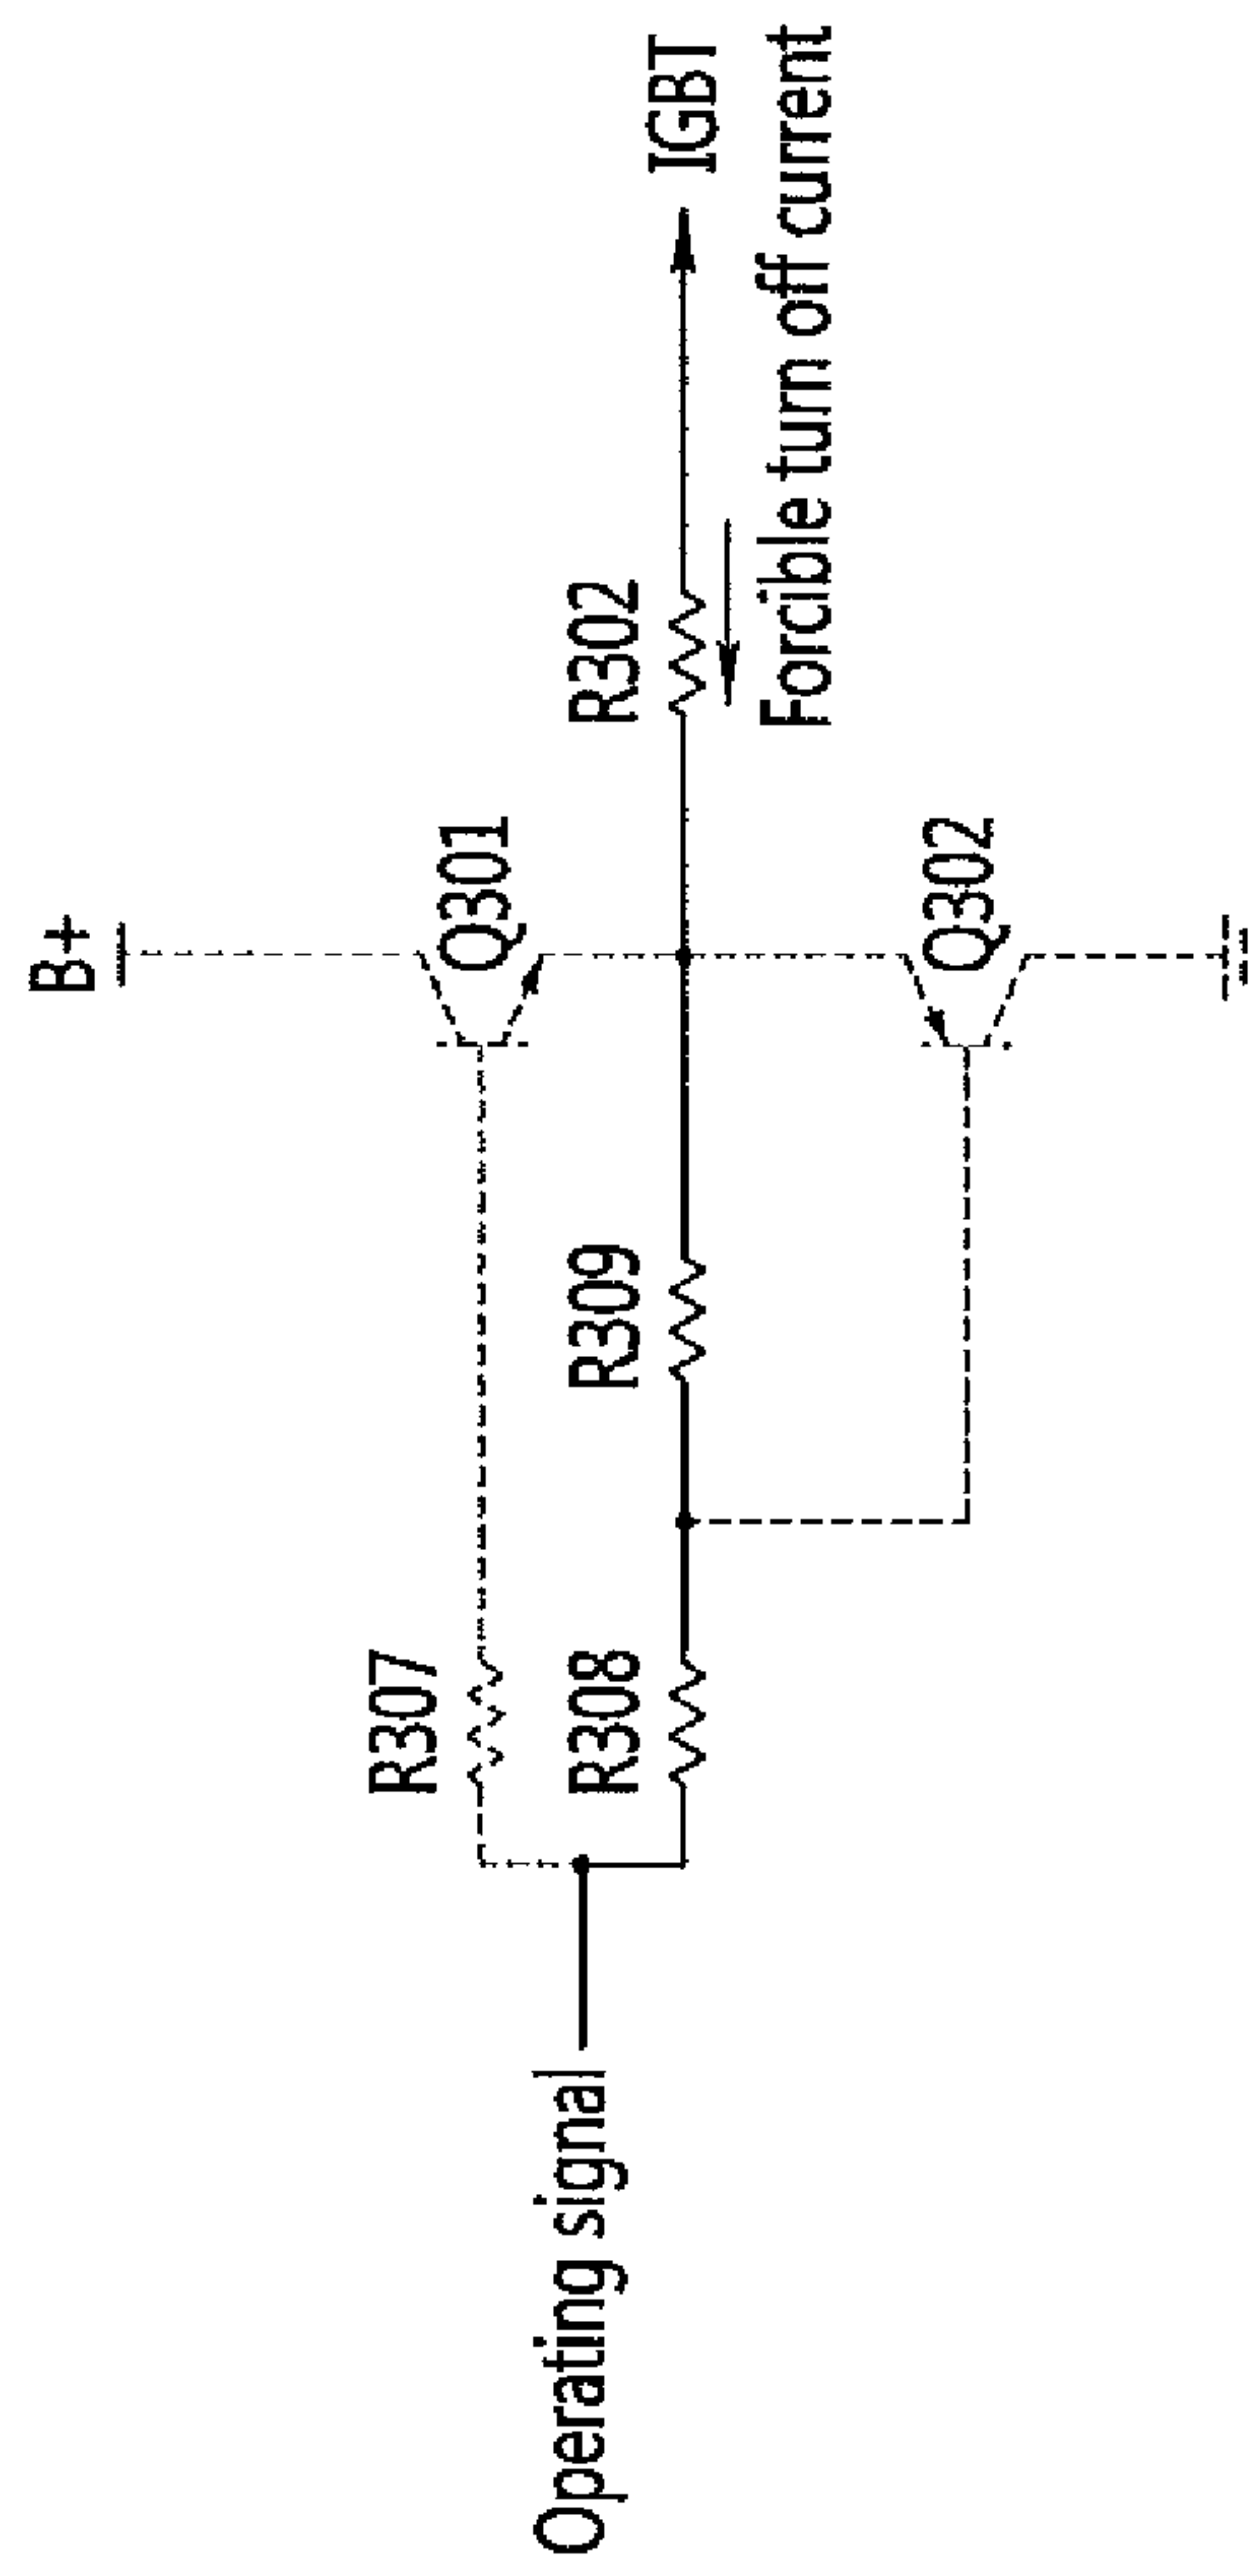 B+
Q301
R307
R308
R309
R302
IGBT
Operating signal
Forcible turn off current
Q302